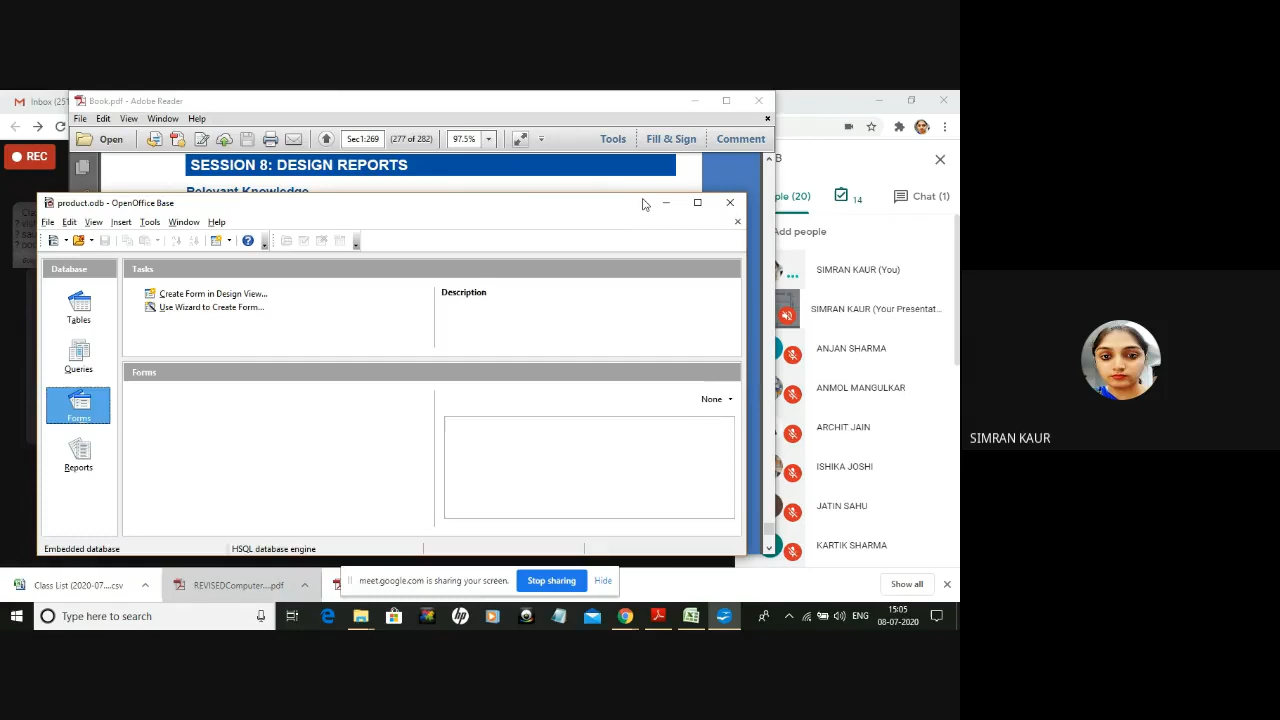 Inbox (251
Book.pdf - Adobe Reader
File Edit View Window Help
Open Sec1:269 (277 of 282) 97.5% Tools Fill & Sign Comment
REC
SESSION 8: DESIGN REPORTS
Relevant Knowledge
product.odb - OpenOffice Base
File Edit View Insert Tools Window Help
Database
Tables
Queries
Forms
Reports
Tasks
Create Form in Design View...
Use Wizard to Create Form...
Description
Forms
None
Embedded database HSQL database engine
B
ple (20) 14 Chat (1)
Add people
SIMRAN KAUR (You)
SIMRAN KAUR (Your Presentat...
ANJAN SHARMA
ANMOL MANGULKAR
ARCHIT JAIN
ISHIKA JOSHI
JATIN SAHU
KARTIK SHARMA
SIMRAN KAUR
Class List (2020-07....csv REVISEDComputer....pdf meet.google.com is sharing your screen. Stop sharing Hide Show all
Type here to search ENG 15:05
08-07-2020